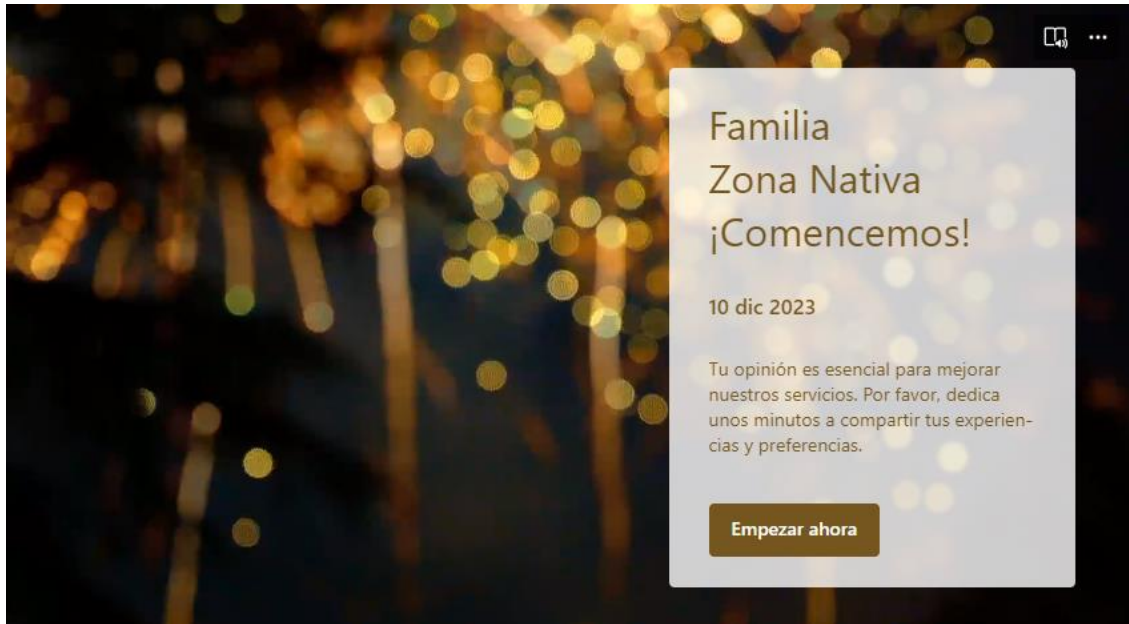 Familia
Zona Nativa
¡Comencemos!
10 dic 2023
Tu opinión es esencial para mejorar
nuestros servicios. Por favor, dedica
unos minutos a compartir tus experien-
cias y preferencias.
Empezar ahora